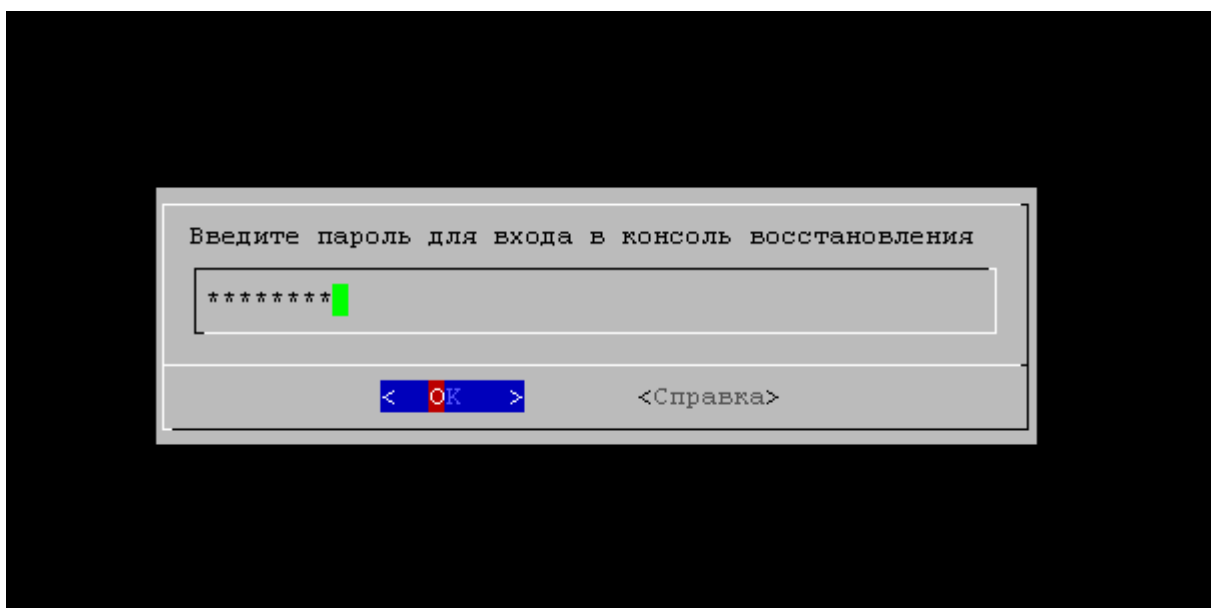 Введите пароль для входа в консоль восстановления
********
< OK > <Справка>